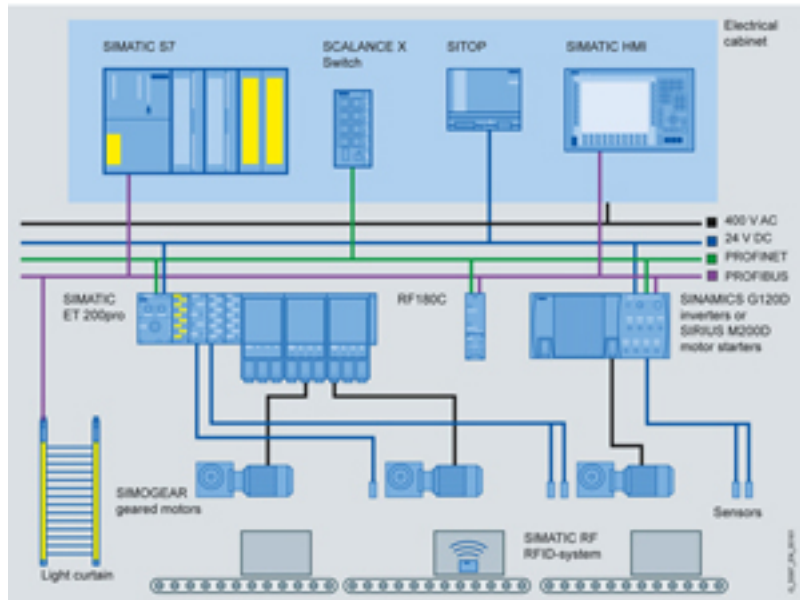 SIMATIC S7
SCALANCE X
Switch
SITOP
SIMATIC HMI
Electrical
cabinet
400 V AC
24 V DC
PROFINET
PROFIBUS
SIMATIC
ET 200pro
RF180C
SINAMICS G120D
inverters or
SIRIUS M200D
motor starters
SIMOGEAR
geared motors
Sensors
SIMATIC RF
RFID-system
Light curtain